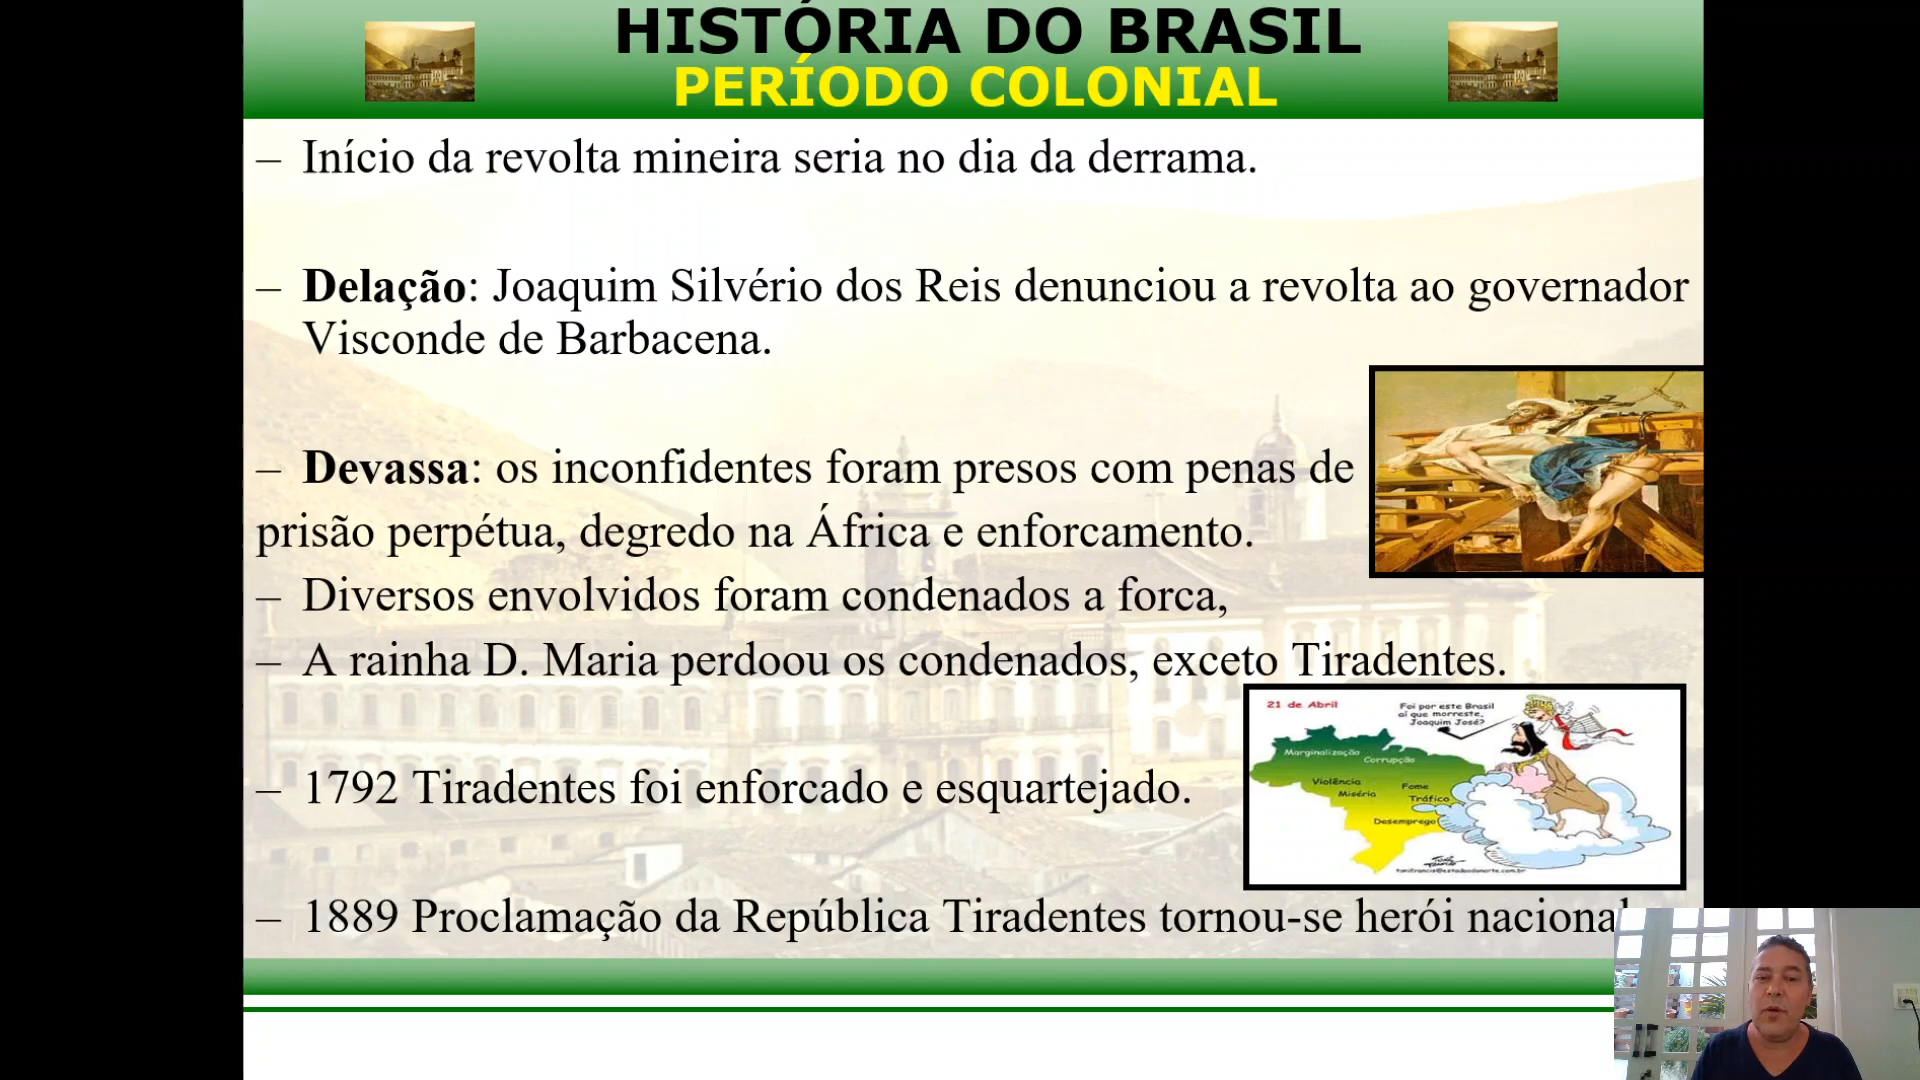 HISTÓRIA DO BRASIL
PERÍODO COLONIAL
– Início da revolta mineira seria no dia da derrama.
– Delação: Joaquim Silvério dos Reis denunciou a revolta ao governador
Visconde de Barbacena.
– Devassa: os inconfidentes foram presos com penas de
prisão perpétua, degredo na África e enforcamento.
– Diversos envolvidos foram condenados a forca,
– A rainha D. Maria perdoou os condenados, exceto Tiradentes.
21 de Abril
Foi por este Brasil
aí que morreste,
Joaquim José?
Marginalização
Corrupção
Violência
Fome
Miséria
Tráfico
Desemprego
– 1792 Tiradentes foi enforcado e esquartejado.
– 1889 Proclamação da República Tiradentes tornou-se herói nacional